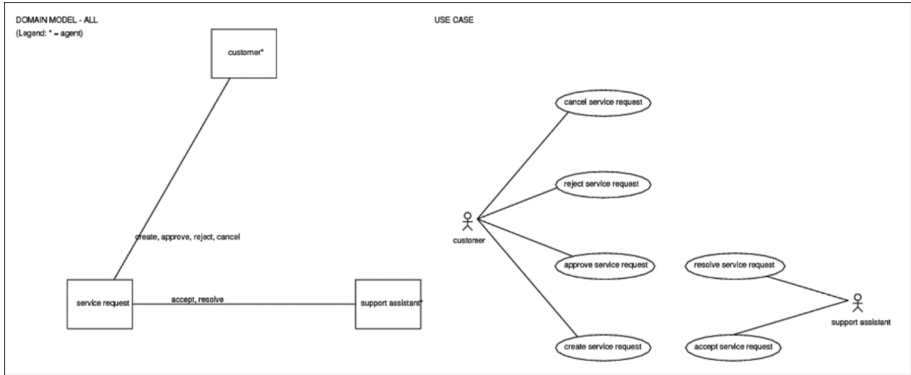 DOMAIN MODEL - ALL
(Legend: * = agent)
customer*
create, approve, reject, cancel
service request
accept, resolve
support assistant*
USE CASE
cancel service request
reject service request
customer
approve service request
resolve service request
support assistant
create service request
accept service request